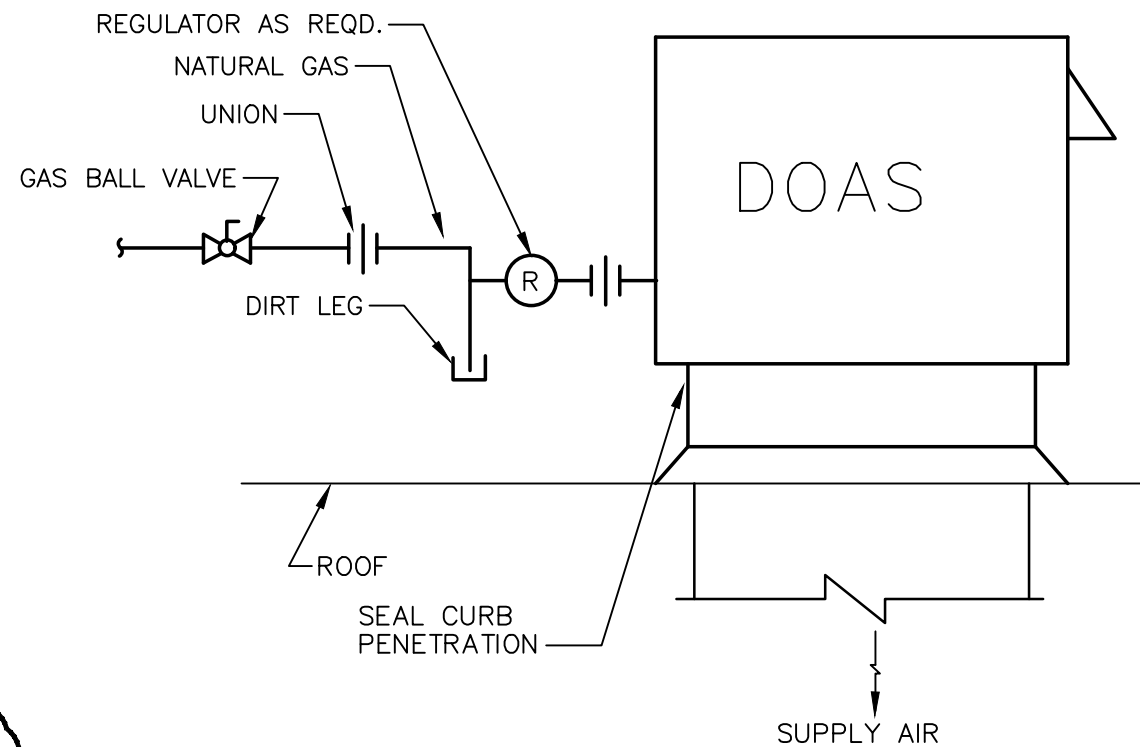 REGULATOR AS REQD.
NATURAL GAS
UNION
GAS BALL VALVE
DOAS
R
DIRT LEG
ROOF
SEAL CURB
PENETRATION
SUPPLY AIR